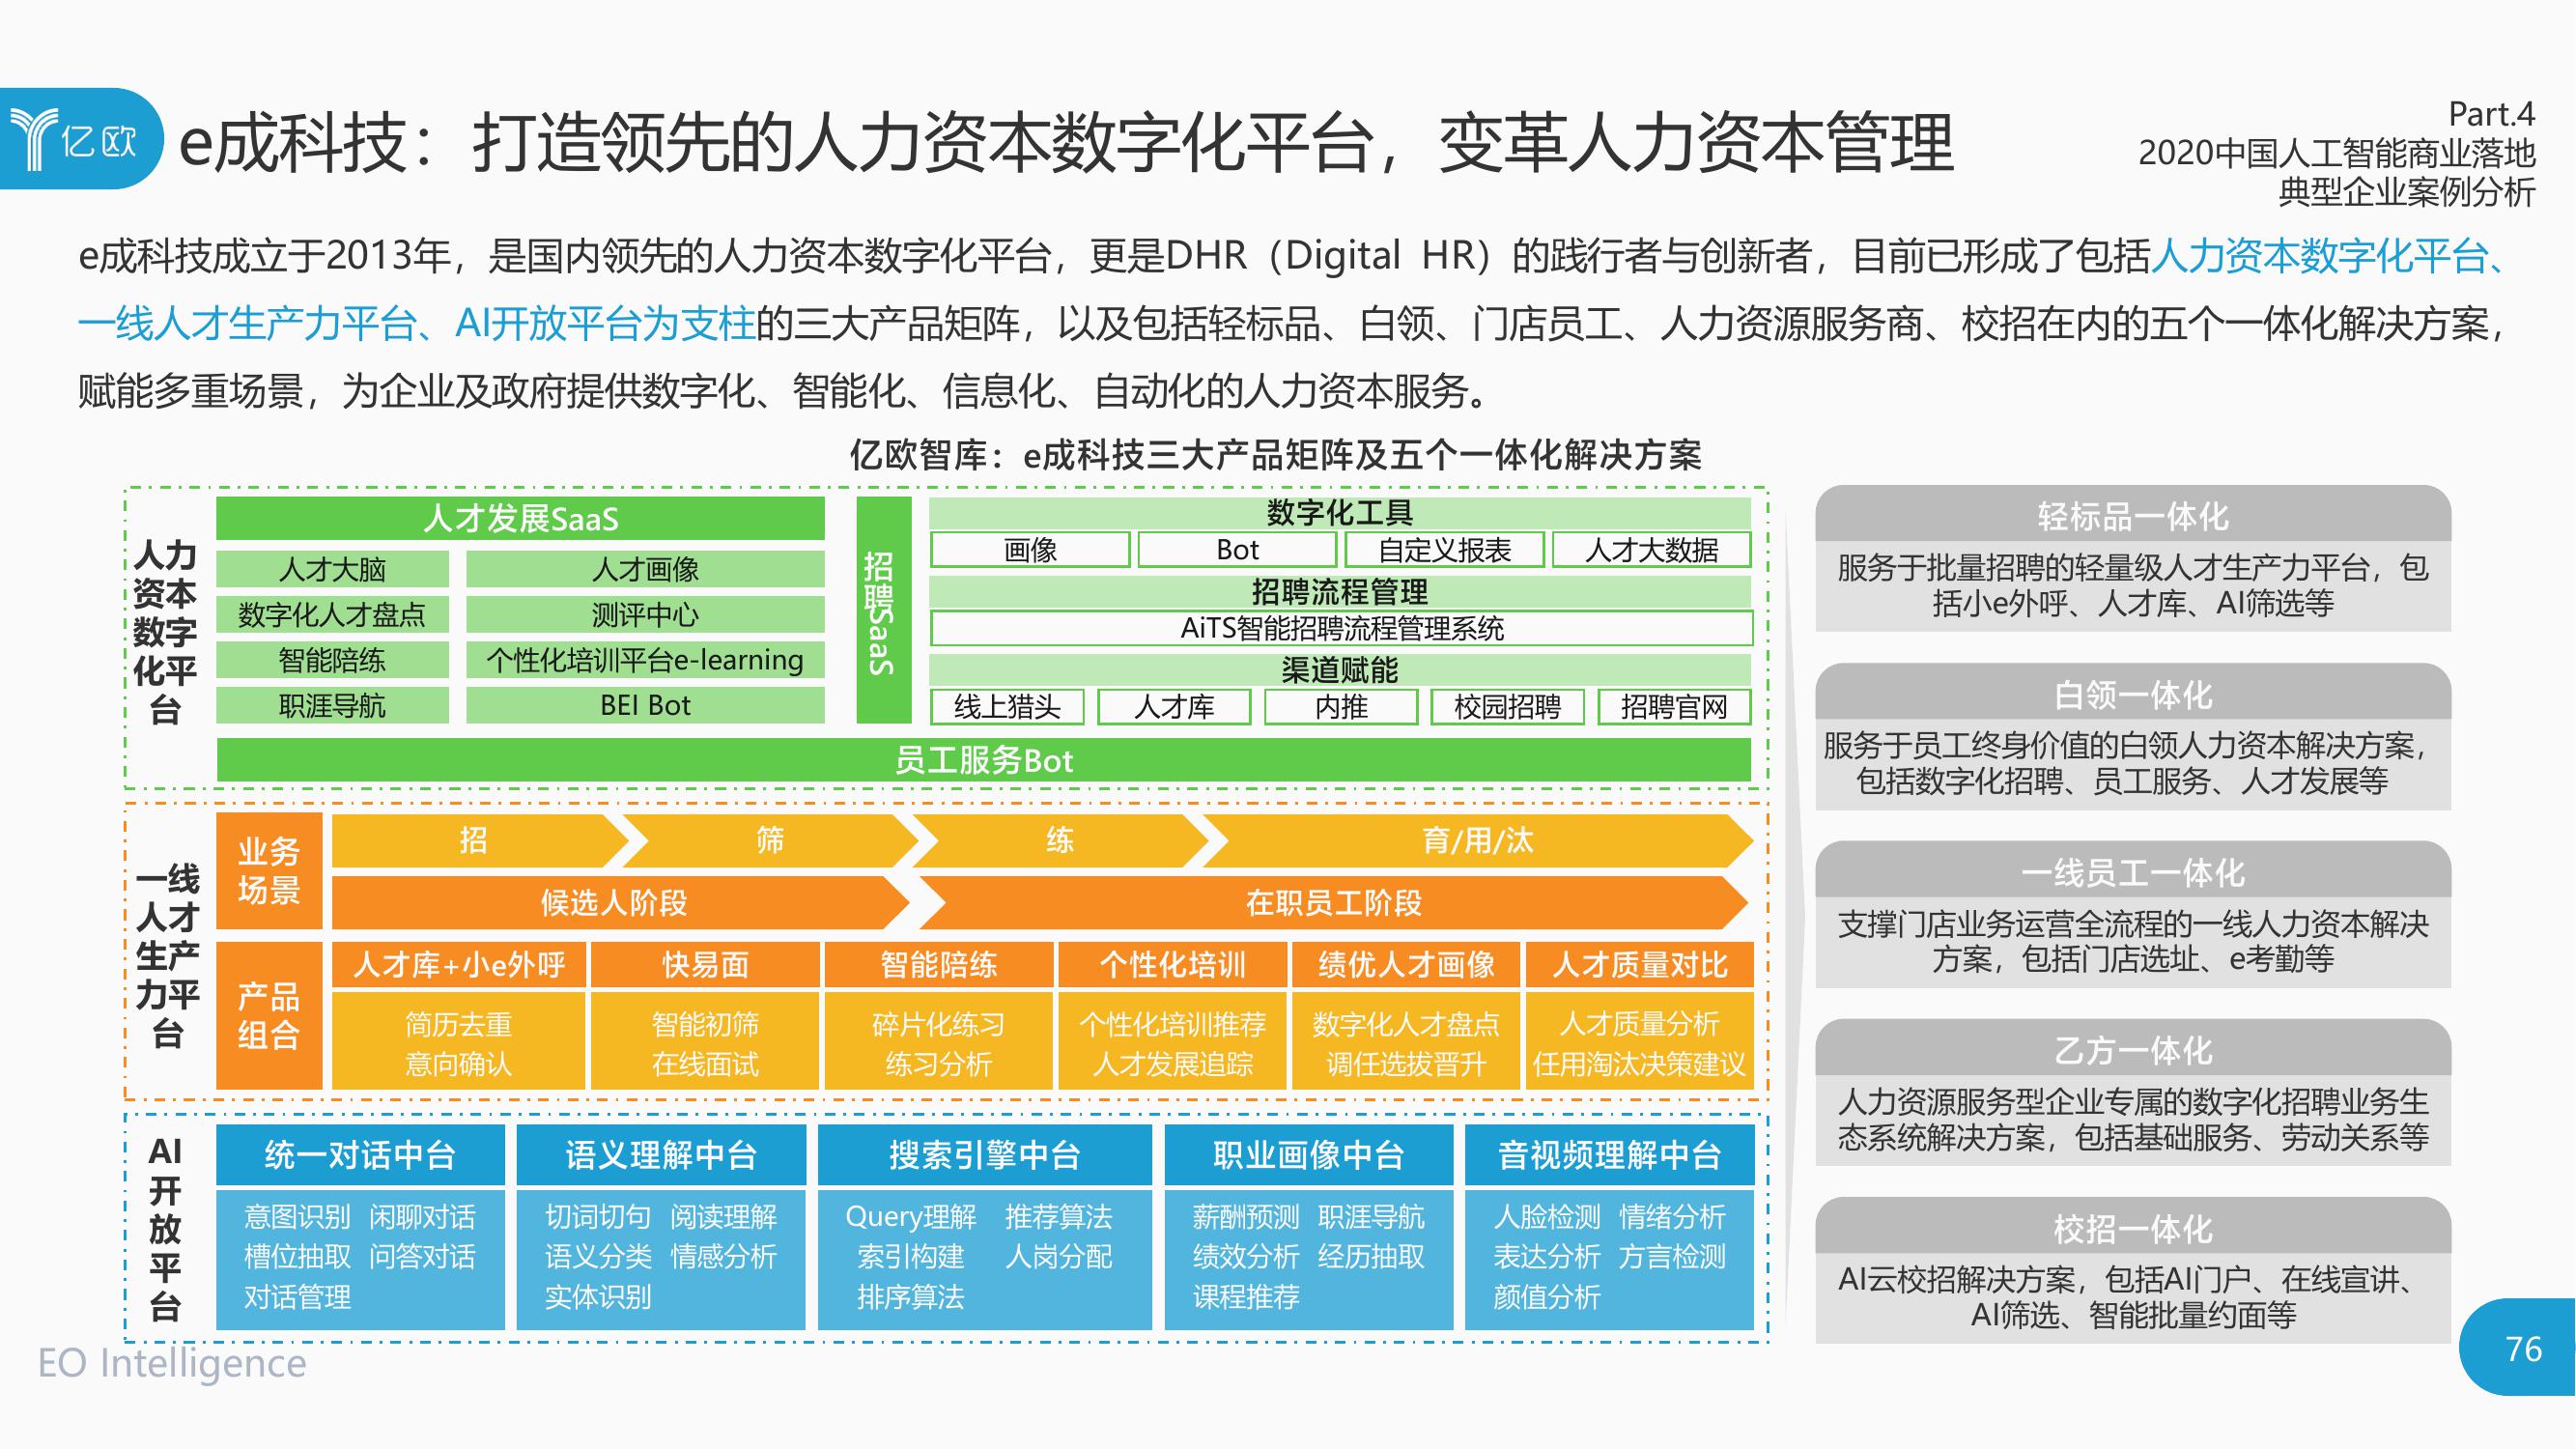 亿欧
e成科技：打造领先的人力资本数字化平台，变革人力资本管理
Part.4
2020中国人工智能商业落地
典型企业案例分析
e成科技成立于2013年，是国内领先的人力资本数字化平台，更是DHR（Digital HR）的践行者与创新者，目前已形成了包括人力资本数字化平台、
一线人才生产力平台、AI开放平台为支柱的三大产品矩阵，以及包括轻标品、白领、门店员工、人力资源服务商、校招在内的五个一体化解决方案，
赋能多重场景，为企业及政府提供数字化、智能化、信息化、自动化的人力资本服务。
亿欧智库：e成科技三大产品矩阵及五个一体化解决方案
人力
资本
数字
化平
台
人才发展SaaS
人才大脑
人才画像
数字化人才盘点
测评中心
智能陪练
个性化培训平台e-learning
职涯导航
BEI Bot
招聘SaaS
数字化工具
画像
Bot
自定义报表
人才大数据
招聘流程管理
AiTS智能招聘流程管理系统
渠道赋能
线上猎头
人才库
内推
校园招聘
招聘官网
员工服务Bot
一线
人才
生产
力平
台
业务
场景
招
筛
练
育/用/汰
候选人阶段
在职员工阶段
产品
组合
人才库+小e外呼
快易面
智能陪练
个性化培训
绩优人才画像
人才质量对比
简历去重
意向确认
智能初筛
在线面试
碎片化练习
练习分析
个性化培训推荐
人才发展追踪
数字化人才盘点
调任选拔晋升
人才质量分析
任用淘汰决策建议
AI
开
放
平
台
统一对话中台
意图识别 闲聊对话
槽位抽取 问答对话
对话管理
语义理解中台
切词切句 阅读理解
语义分类 情感分析
实体识别
搜索引擎中台
Query理解 推荐算法
索引构建 人岗分配
排序算法
职业画像中台
薪酬预测 职涯导航
绩效分析 经历抽取
课程推荐
音视频理解中台
人脸检测 情绪分析
表达分析 方言检测
颜值分析
轻标品一体化
服务于批量招聘的轻量级人才生产力平台，包
括小e外呼、人才库、AI筛选等
白领一体化
服务于员工终身价值的白领人力资本解决方案，
包括数字化招聘、员工服务、人才发展等
一线员工一体化
支撑门店业务运营全流程的一线人力资本解决
方案，包括门店选址、e考勤等
乙方一体化
人力资源服务型企业专属的数字化招聘业务生
态系统解决方案，包括基础服务、劳动关系等
校招一体化
AI云校招解决方案，包括AI门户、在线宣讲、
AI筛选、智能批量约面等
EO Intelligence
76